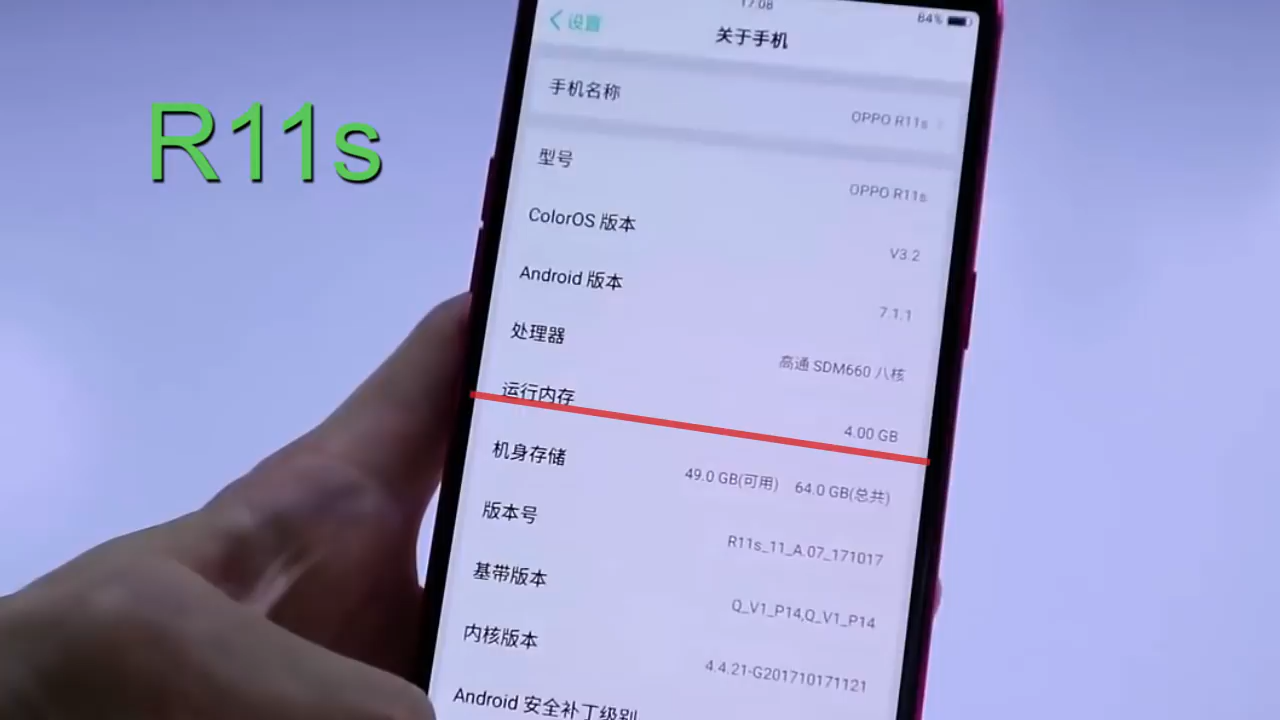 17:08
84%
设置
关于手机
R11s
手机名称
OPPO R11s
型号
OPPO R11s
ColorOS 版本
V3.2
Android 版本
7.1.1
处理器
高通 SDM660 八核
运行内存
4.00 GB
机身存储
49.0 GB(可用) 64.0 GB(总共)
版本号
R11s_11_A.07_171017
基带版本
Q_V1_P14,Q_V1_P14
内核版本
4.4.21-G201710171121
Android 安全补丁级别